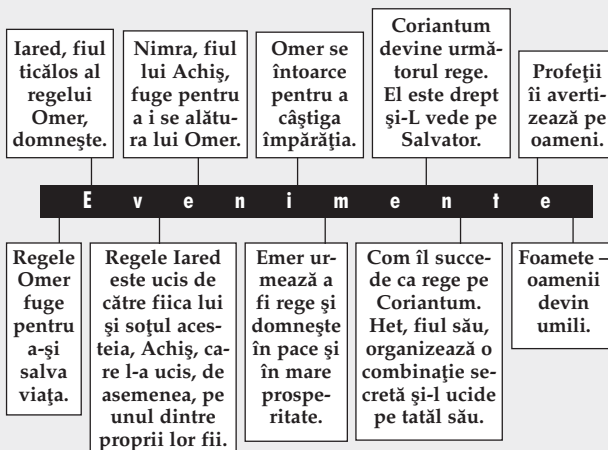 Iared, fiul
ticălos al
regelui
Omer,
domneşte.
Nimra, fiul
lui Achiş,
fuge pentru
a i se alătu-
ra lui Omer.
Omer se
întoarce
pentru a
câştiga
împărăţia.
Coriantum
devine urmă-
torul rege.
El este drept
şi-L vede pe
Salvator.
Profeţii
îi averti-
zează pe
oameni.
Evenimente
Regele
Omer
fuge
pentru
a-şi
salva
viaţa.
Regele Iared
este ucis de
către fiica lui
şi soţul aces-
teia, Achiş, ca-
re l-a ucis, de
asemenea, pe
unul dintre
proprii lor fii.
Emer ur-
mează a
fi rege şi
domneşte
în pace şi
în mare
prospe-
ritate.
Com îl succe-
de ca rege pe
Coriantum.
Het, fiul său,
organizează o
combinaţie se-
cretă şi-l ucide
pe tatăl său.
Foamete –
oamenii
devin
umili.